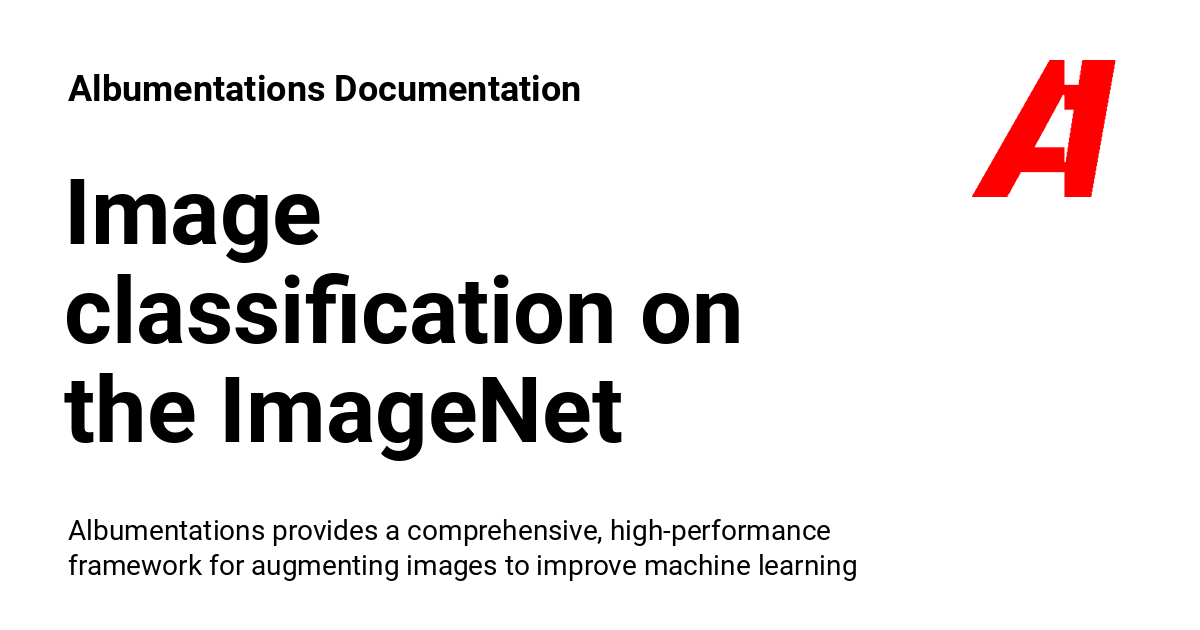 Albumentations Documentation
Image
classification on
the ImageNet
Albumentations provides a comprehensive, high-performance
framework for augmenting images to improve machine learning